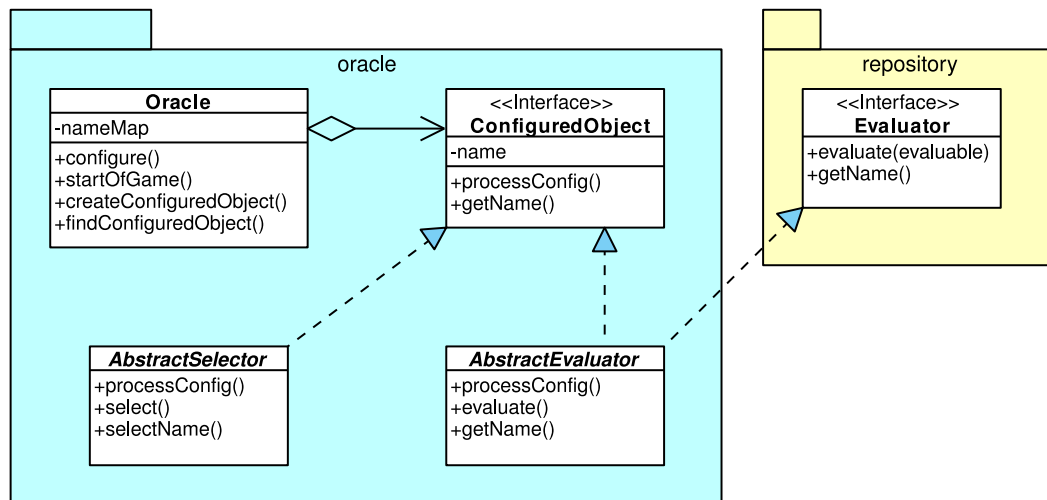 oracle
Oracle
-nameMap
+configure()
+startOfGame()
+createConfiguredObject()
+findConfiguredObject()
<<Interface>>
ConfiguredObject
-name
+processConfig()
+getName()
AbstractSelector
+processConfig()
+select()
+selectName()
AbstractEvaluator
+processConfig()
+evaluate()
+getName()
repository
<<Interface>>
Evaluator
+evaluate(evaluable)
+getName()